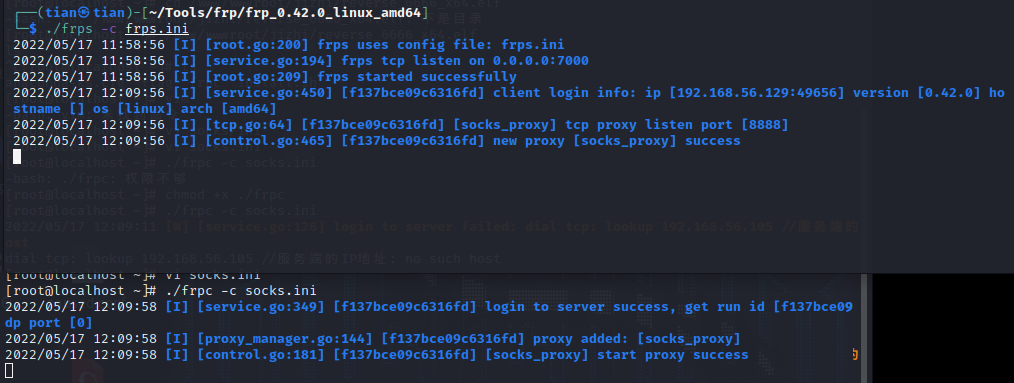 ┌──(tian㉿tian)-[~/Tools/frp/frp_0.42.0_linux_amd64]
└─$ ./frps -c frps.ini
2022/05/17 11:58:56 [I] [root.go:200] frps uses config file: frps.ini
2022/05/17 11:58:56 [I] [service.go:194] frps tcp listen on 0.0.0.0:7000
2022/05/17 11:58:56 [I] [root.go:209] frps started successfully
2022/05/17 12:09:56 [I] [service.go:450] [f137bce09c6316fd] client login info: ip [192.168.56.129:49656] version [0.42.0] ho
stname [] os [linux] arch [amd64]
2022/05/17 12:09:56 [I] [tcp.go:64] [f137bce09c6316fd] [socks_proxy] tcp proxy listen port [8888]
2022/05/17 12:09:56 [I] [control.go:465] [f137bce09c6316fd] new proxy [socks_proxy] success
[root@localhost ~]# ./frpc -c socks.ini
-bash: ./frpc: 权限不够
[root@localhost ~]# chmod +x ./frpc
[root@localhost ~]# ./frpc -c socks.ini
2022/05/17 12:09:11 [W] [service.go:128] login to server failed: dial tcp: lookup 192.168.56.105 //服务端的
ost
dial tcp: lookup 192.168.56.105 //服务端的IP地址: no such host
[root@localhost ~]# vi socks.ini
[root@localhost ~]# ./frpc -c socks.ini
2022/05/17 12:09:58 [I] [service.go:349] [f137bce09c6316fd] login to server success, get run id [f137bce09
dp port [0]
2022/05/17 12:09:58 [I] [proxy_manager.go:144] [f137bce09c6316fd] proxy added: [socks_proxy]
2022/05/17 12:09:58 [I] [control.go:181] [f137bce09c6316fd] [socks_proxy] start proxy success